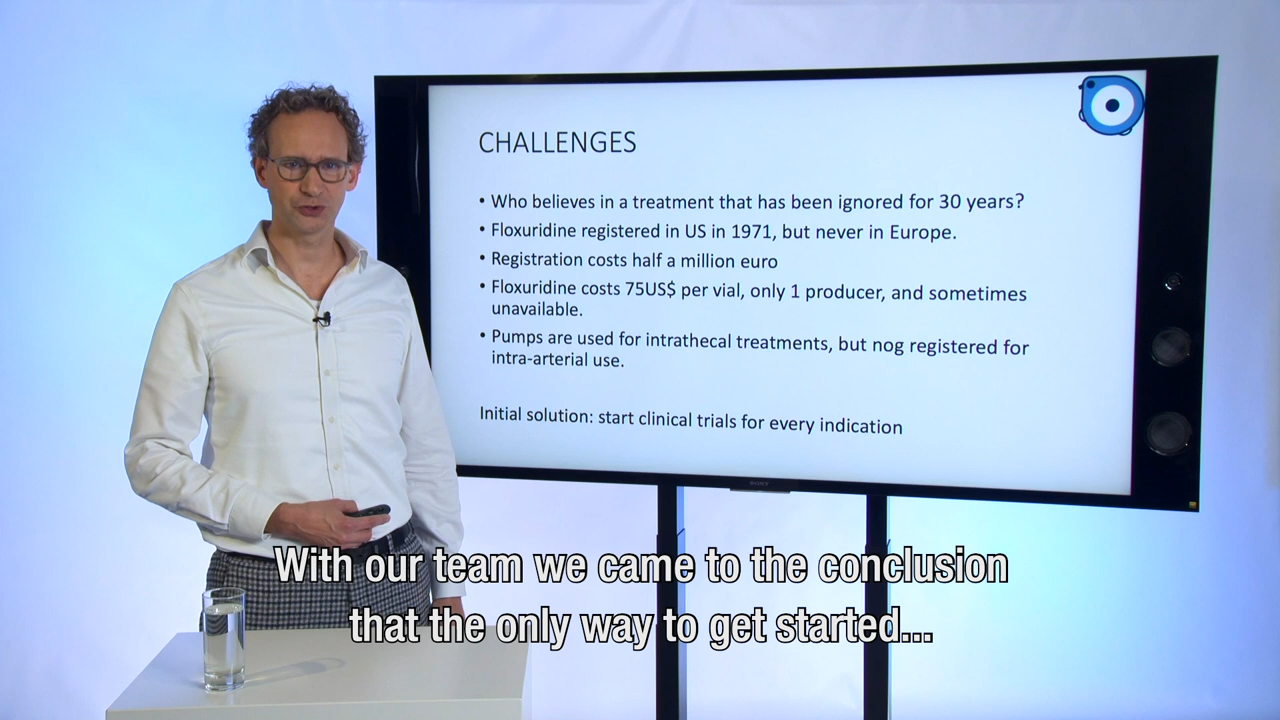 CHALLENGES
• Who believes in a treatment that has been ignored for 30 years?
• Floxuridine registered in US in 1971, but never in Europe.
• Registration costs half a million euro
• Floxuridine costs 75US$ per vial, only 1 producer, and sometimes
unavailable.
• Pumps are used for intrathecal treatments, but nog registered for
intra-arterial use.
Initial solution: start clinical trials for every indication
SONY
With our team we came to the conclusion
that the only way to get started...